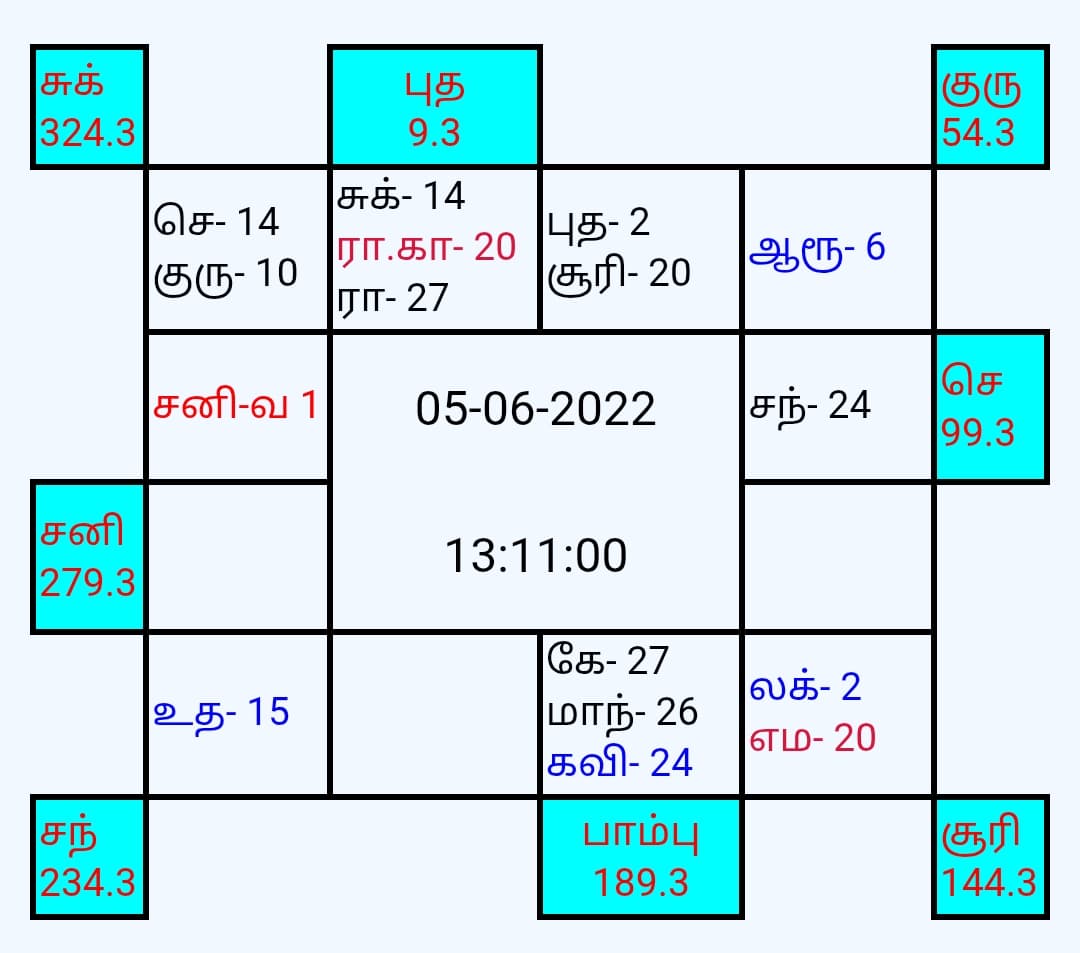 சுக்
324.3
புத
9.3
குரு
54.3
செ- 14
குரு- 10
சுக்- 14
ரா.கா- 20
ரா- 27
புத- 2
சூரி- 20
ஆரூ- 6
சனி-வ 1
05-06-2022
சந்- 24
செ
99.3
சனி
279.3
13:11:00
உத- 15
கே- 27
மாந்- 26
கவி- 24
லக்- 2
எம- 20
சந்
234.3
பாம்பு
189.3
சூரி
144.3